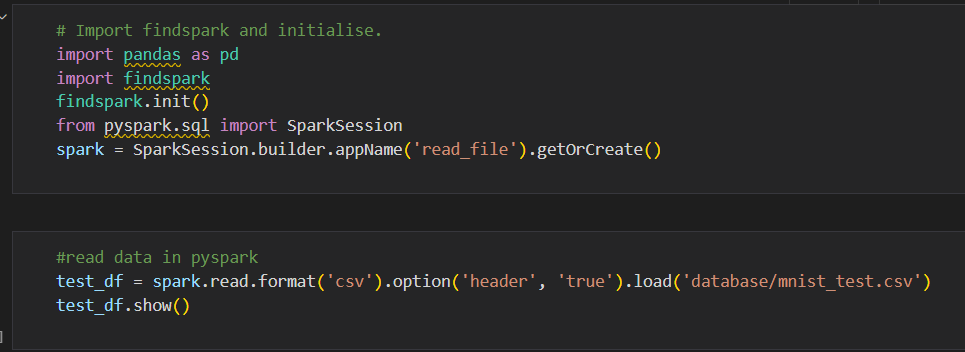 # Import findspark and initialise.
import pandas as pd
import findspark
findspark.init()
from pyspark.sql import SparkSession
spark = SparkSession.builder.appName('read_file').getOrCreate()
#read data in pyspark
test_df = spark.read.format('csv').option('header', 'true').load('database/mnist_test.csv')
test_df.show()
]